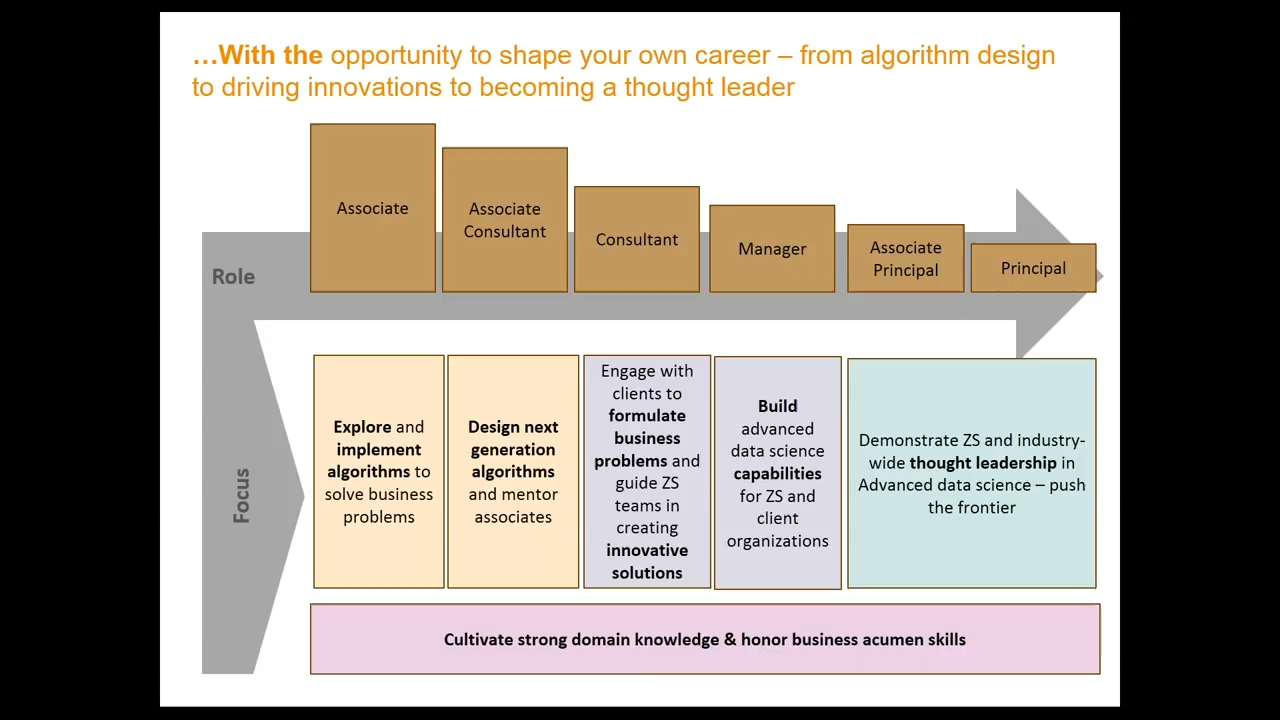 …With the opportunity to shape your own career – from algorithm design
to driving innovations to becoming a thought leader
Role
Associate
Associate
Consultant
Consultant
Manager
Associate
Principal
Principal
Focus
Explore and
implement
algorithms to
solve business
problems
Design next
generation
algorithms
and mentor
associates
Engage with
clients to
formulate
business
problems and
guide ZS
teams in
creating
innovative
solutions
Build
advanced
data science
capabilities
for ZS and
client
organizations
Demonstrate ZS and industry-
wide thought leadership in
Advanced data science – push
the frontier
Cultivate strong domain knowledge & honor business acumen skills